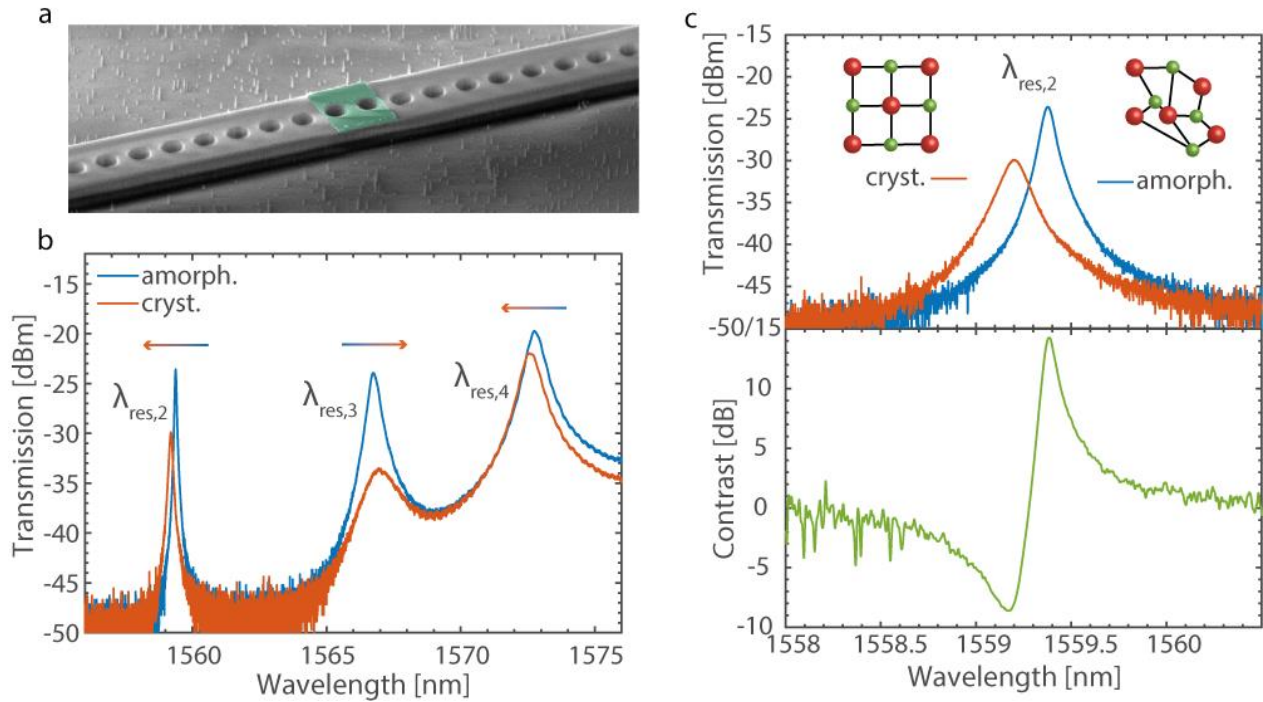 a
b
Transmission [dBm]
-15
-20
-25
-30
-35
-40
-45
-50
amorph.
cryst.
λres,2
λres,3
λres,4
1560
1565
1570
1575
Wavelength [nm]
c
Transmission [dBm]
-15
-20
-25
-30
-35
-40
-45
-50/15
λres,2
cryst.
amorph.
Contrast [dB]
10
5
0
-5
-10
1558
1558.5
1559
1559.5
1560
Wavelength [nm]